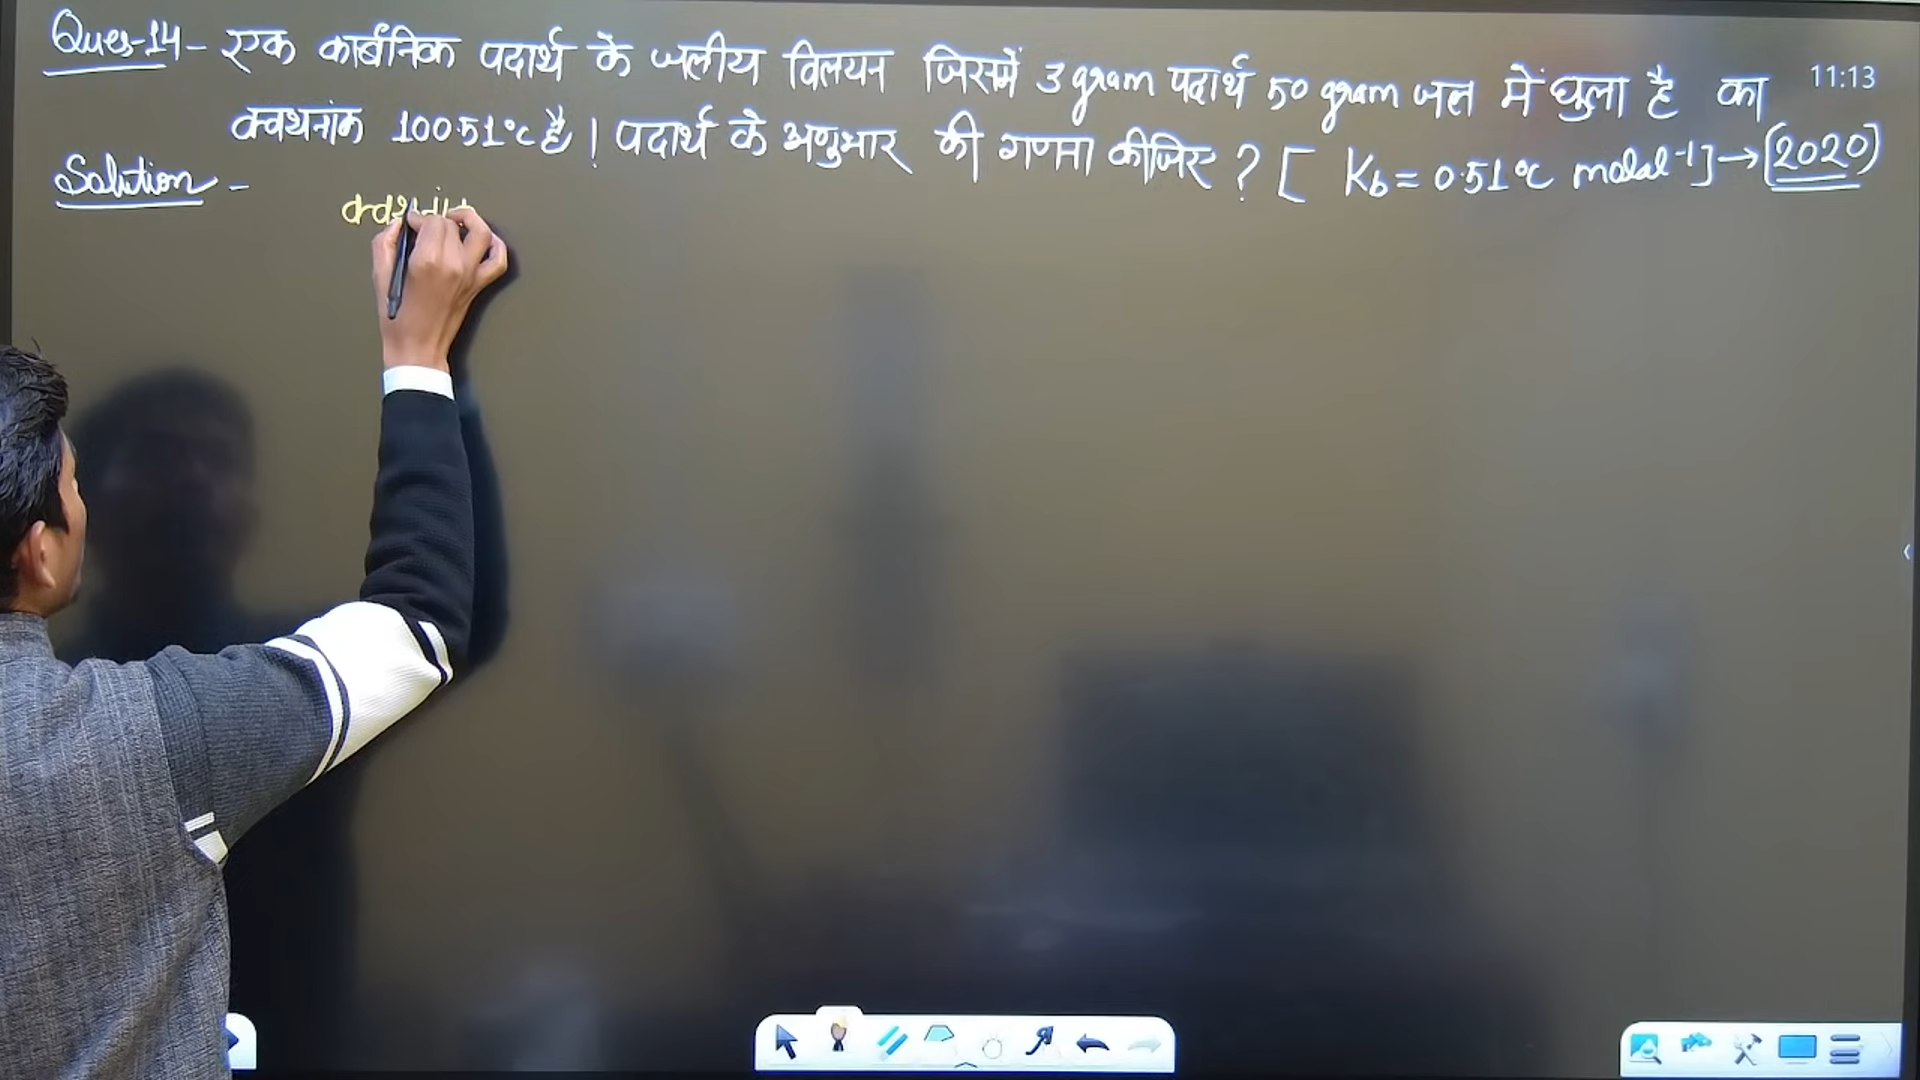 Ques-14- एक कार्बनिक पदार्थ के जलीय विलयन जिसमें 3 gram पदार्थ 50 gram जल में घुला है का
11:13
क्वथनांक 100.51°C है। पदार्थ के अणुभार की गणना कीजिए ? [ Kb = 0.51°C molal⁻¹] → (2020)
Solution -
क्वथनांक